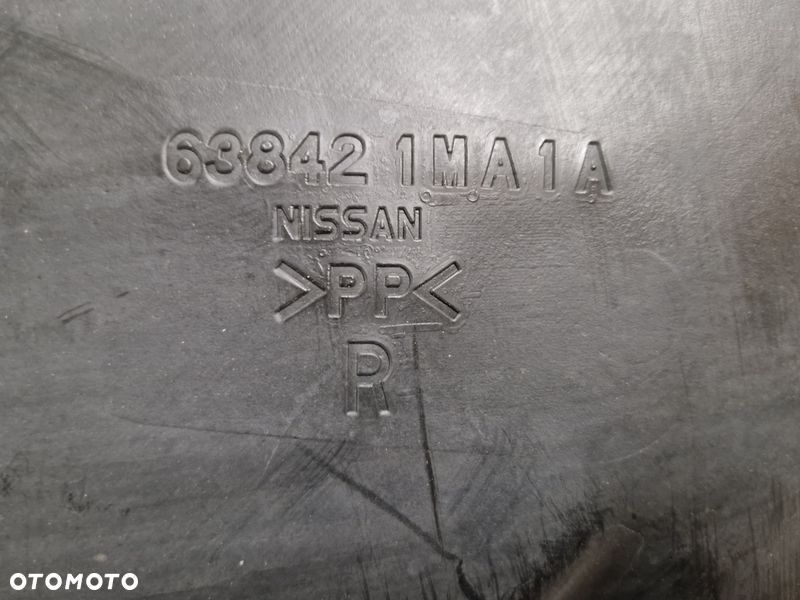 63842 1MA1A
NISSAN
>PP<
R
OTOMOTO